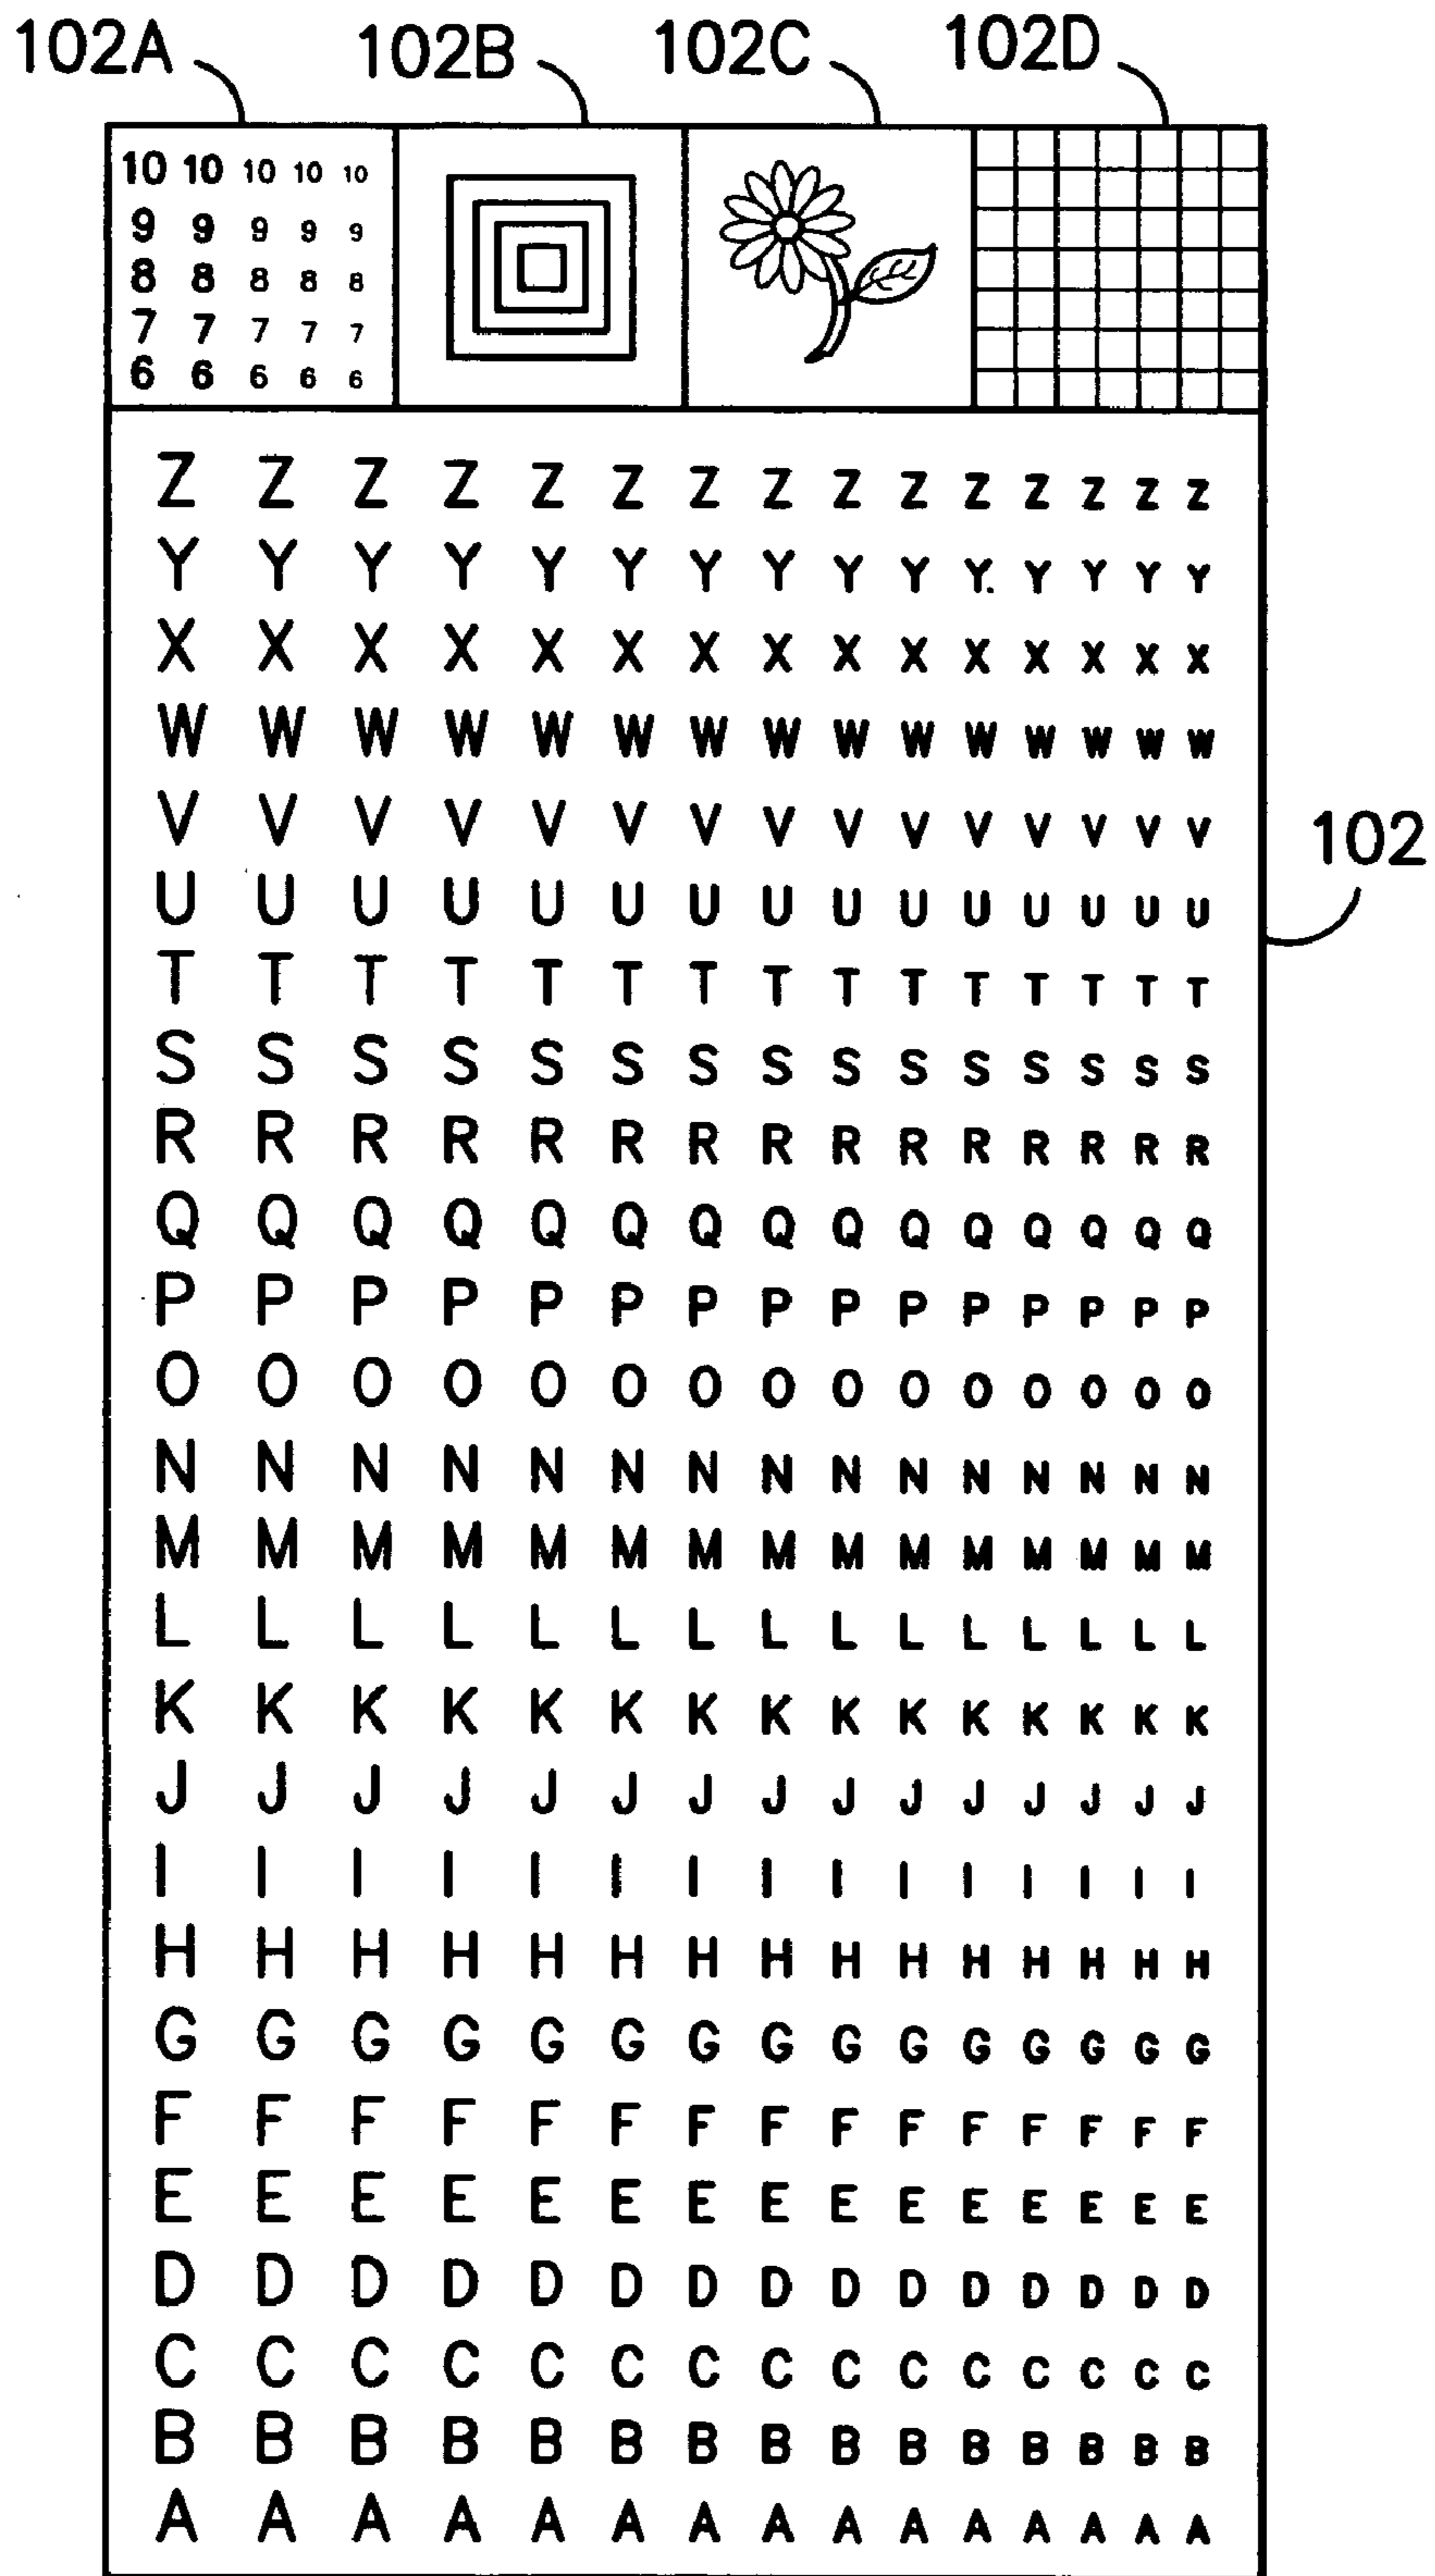 102A 102B 102C 102D
10 10 10 10 10
9 9 9 9 9
8 8 8 8 8
7 7 7 7 7
6 6 6 6 6
Z Z Z Z Z Z Z Z Z Z Z Z Z Z Z
Y Y Y Y Y Y Y Y Y Y Y. Y Y Y Y
X X X X X X X X X X X X X X X
W W W W W W W W W W W W W W W
V V V V V V V V V V V V V V V
102
U U U U U U U U U U U U U U U
T T T T T T T T T T T T T T T
S S S S S S S S S S S S S S S
R R R R R R R R R R R R R R R
Q Q Q Q Q Q Q Q Q Q Q Q Q Q Q
P P P P P P P P P P P P P P P
O O O O O O O O O O O O O O O
N N N N N N N N N N N N N N N
M M M M M M M M M M M M M M M
L L L L L L L L L L L L L L L
K K K K K K K K K K K K K K K
J J J J J J J J J J J J J J J
I I I I I I I I I I I I I I I
H H H H H H H H H H H H H H H
G G G G G G G G G G G G G G G
F F F F F F F F F F F F F F F
E E E E E E E E E E E E E E E
D D D D D D D D D D D D D D D
C C C C C C C C C C C C C C C
B B B B B B B B B B B B B B B
A A A A A A A A A A A A A A A